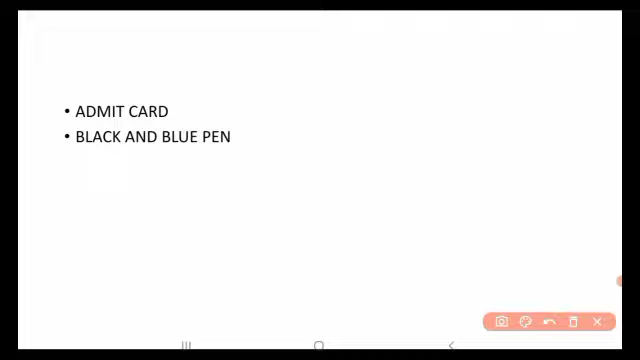 • ADMIT CARD
• BLACK AND BLUE PEN